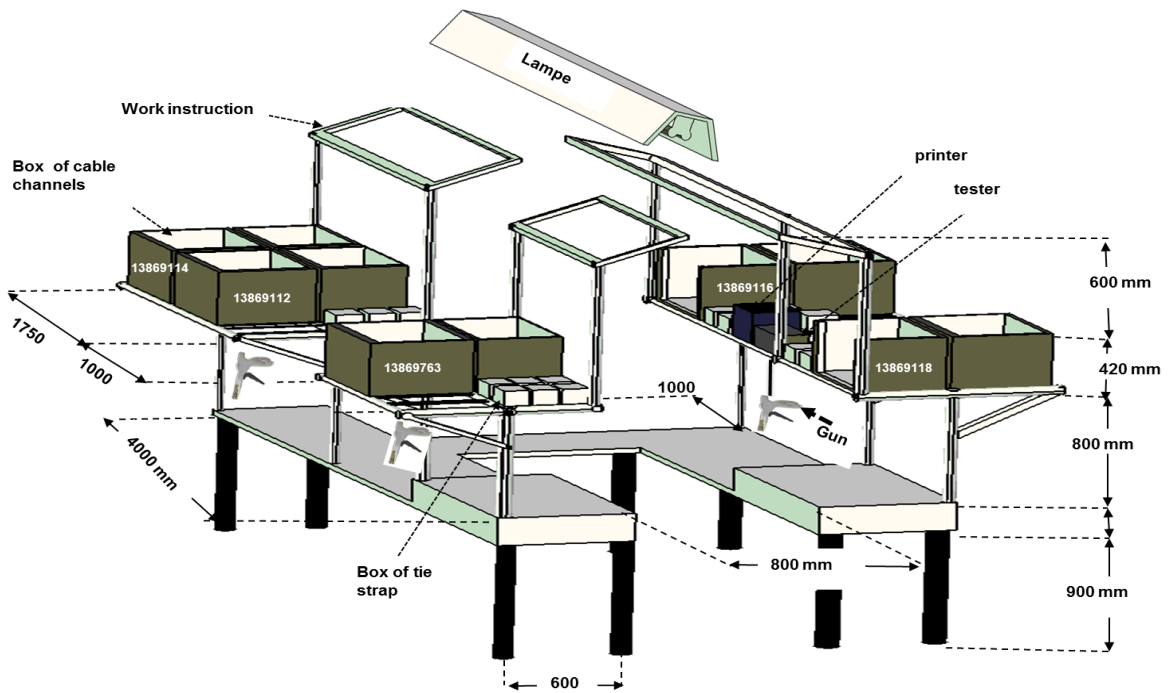 Lampe
Work instruction
printer
Box of cable
channels
tester
13869114
13869112
13869116
600 mm
1750
1000
13869763
13869118
420 mm
1000
Gun
800 mm
4000 mm
Box of tie
strap
800 mm
900 mm
600